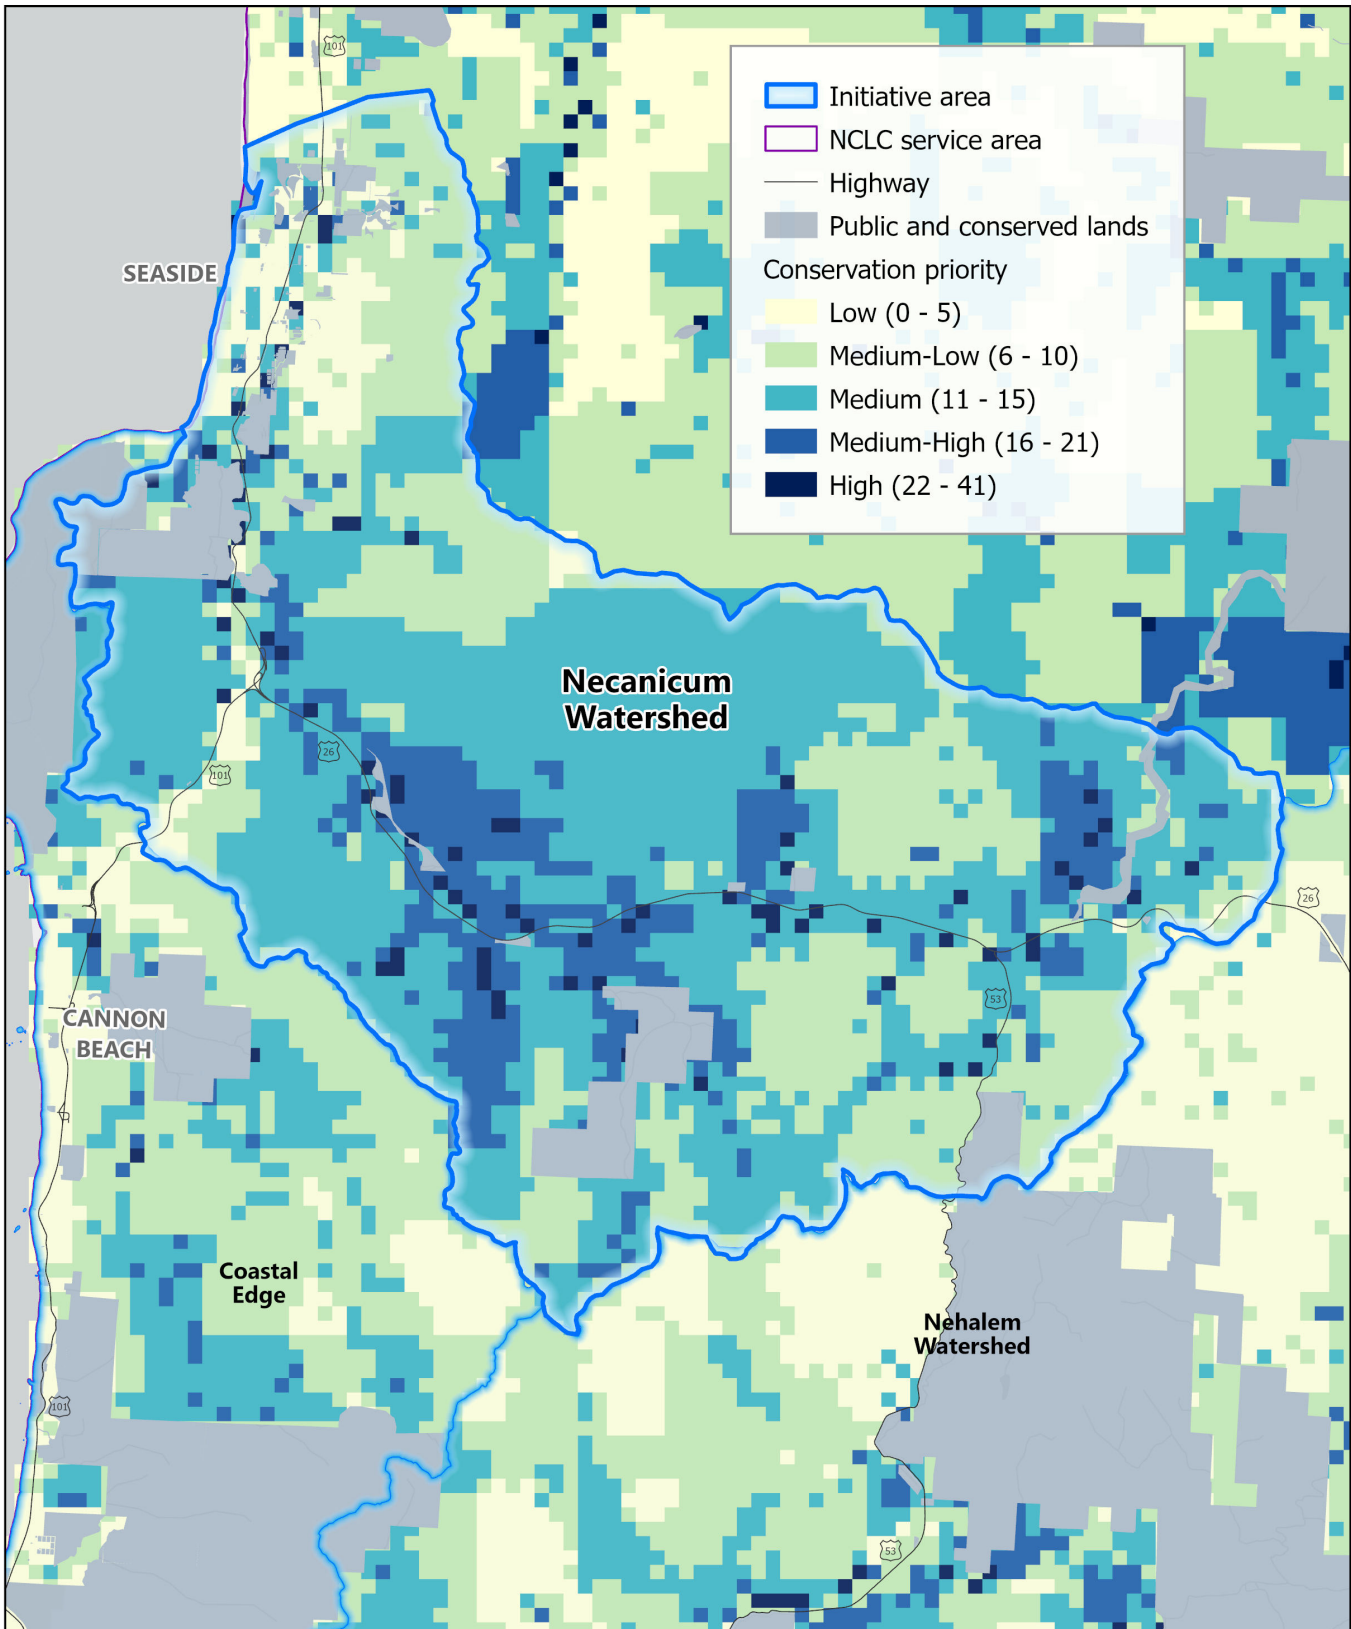 101
Initiative area
NCLC service area
Highway
Public and conserved lands
Conservation priority
Low (0 - 5)
Medium-Low (6 - 10)
Medium (11 - 15)
Medium-High (16 - 21)
High (22 - 41)
SEASIDE
Necanicum
Watershed
26
101
26
53
CANNON
BEACH
Coastal
Edge
Nehalem
Watershed
101
53